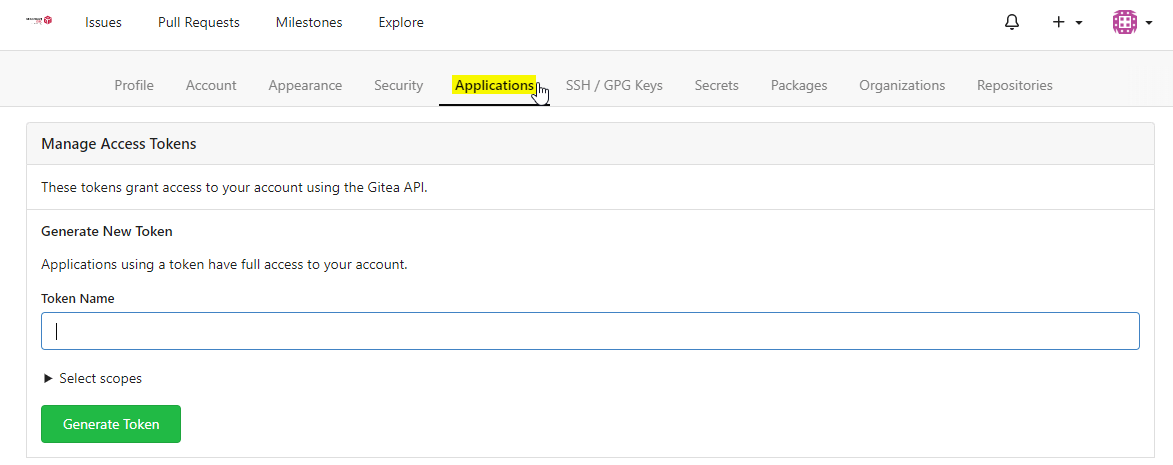 Issues Pull Requests Milestones Explore
Profile Account Appearance Security Applications SSH / GPG Keys Secrets Packages Organizations Repositories
Manage Access Tokens
These tokens grant access to your account using the Gitea API.
Generate New Token
Applications using a token have full access to your account.
Token Name
Select scopes
Generate Token